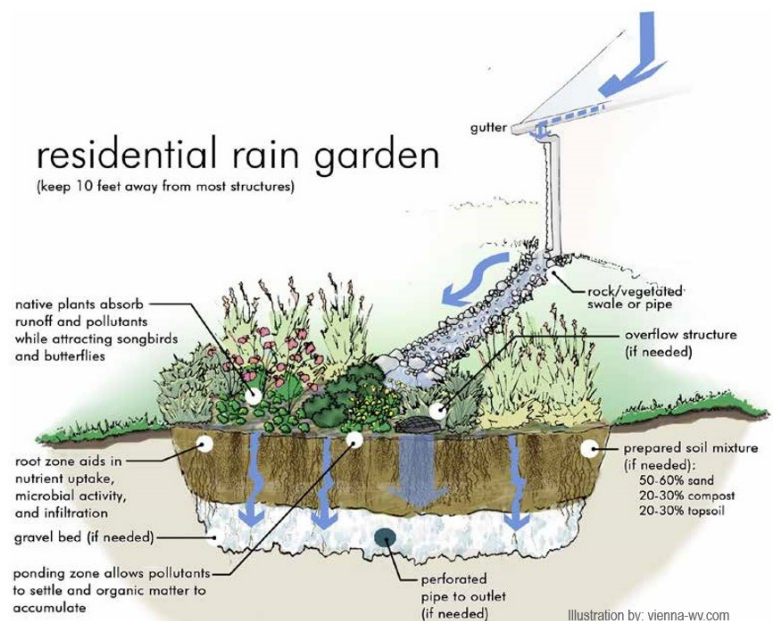 residential rain garden
(keep 10 feet away from most structures)
gutter
rock/vegetated
swale or pipe
native plants absorb
runoff and pollutants
while attracting songbirds
and butterflies
overflow structure
(if needed)
root zone aids in
nutrient uptake,
microbial activity,
and infiltration
prepared soil mixture
(if needed):
50-60% sand
20-30% compost
20-30% topsoil
gravel bed (if needed)
ponding zone allows pollutants
to settle and organic matter to
accumulate
perforated
pipe to outlet
(if needed)
Illustration by: vienna-wv.com